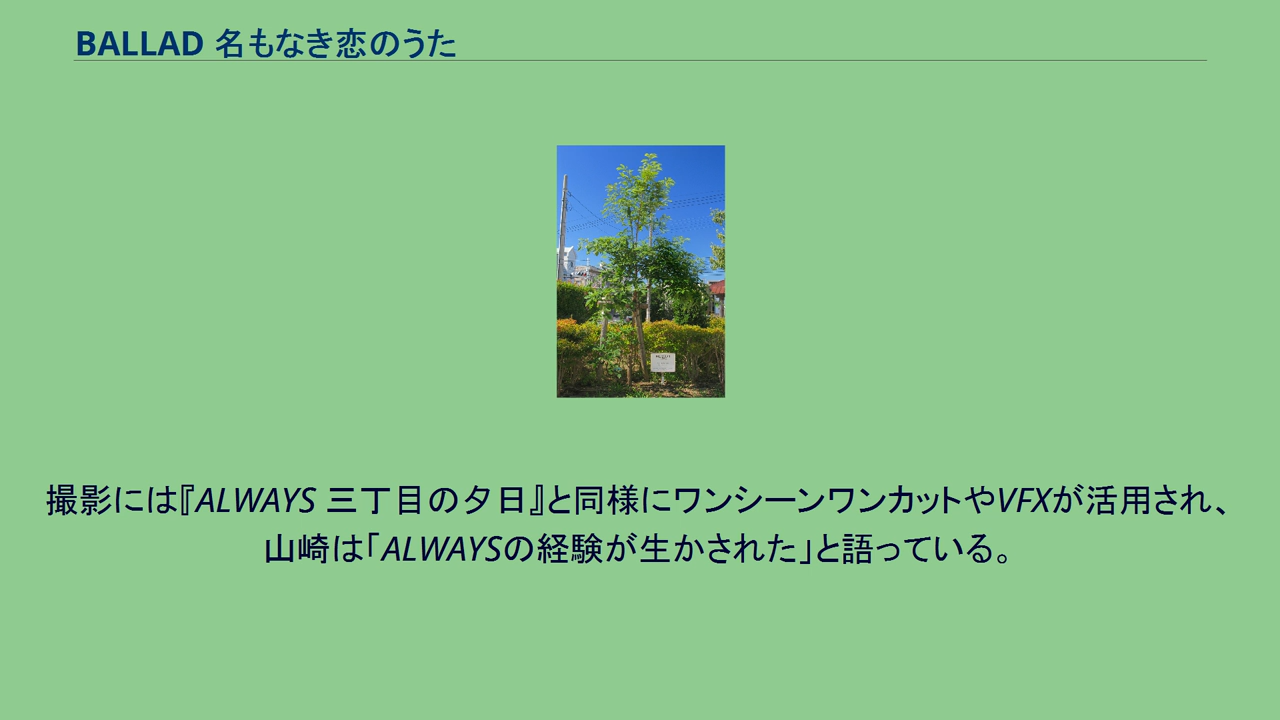 BALLAD 名もなき恋のうた
撮影には『ALWAYS 三丁目の夕日』と同様にワンシーンワンカットやVFXが活用され、
山崎は「ALWAYSの経験が生かされた」と語っている。